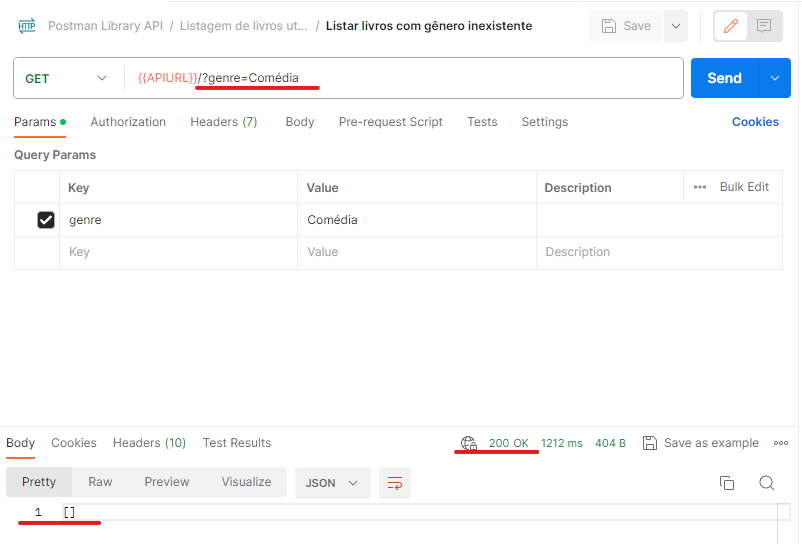 HTTP Postman Library API / Listagem de livros ut... / Listar livros com gênero inexistente Save
GET {{APIURL}}/?genre=Comédia Send
Params Authorization Headers (7) Body Pre-request Script Tests Settings Cookies
Query Params
Key Value Description Bulk Edit
genre Comédia
Key Value Description
Body Cookies Headers (10) Test Results 200 OK 1212 ms 404 B Save as example
Pretty Raw Preview Visualize JSON
1 []